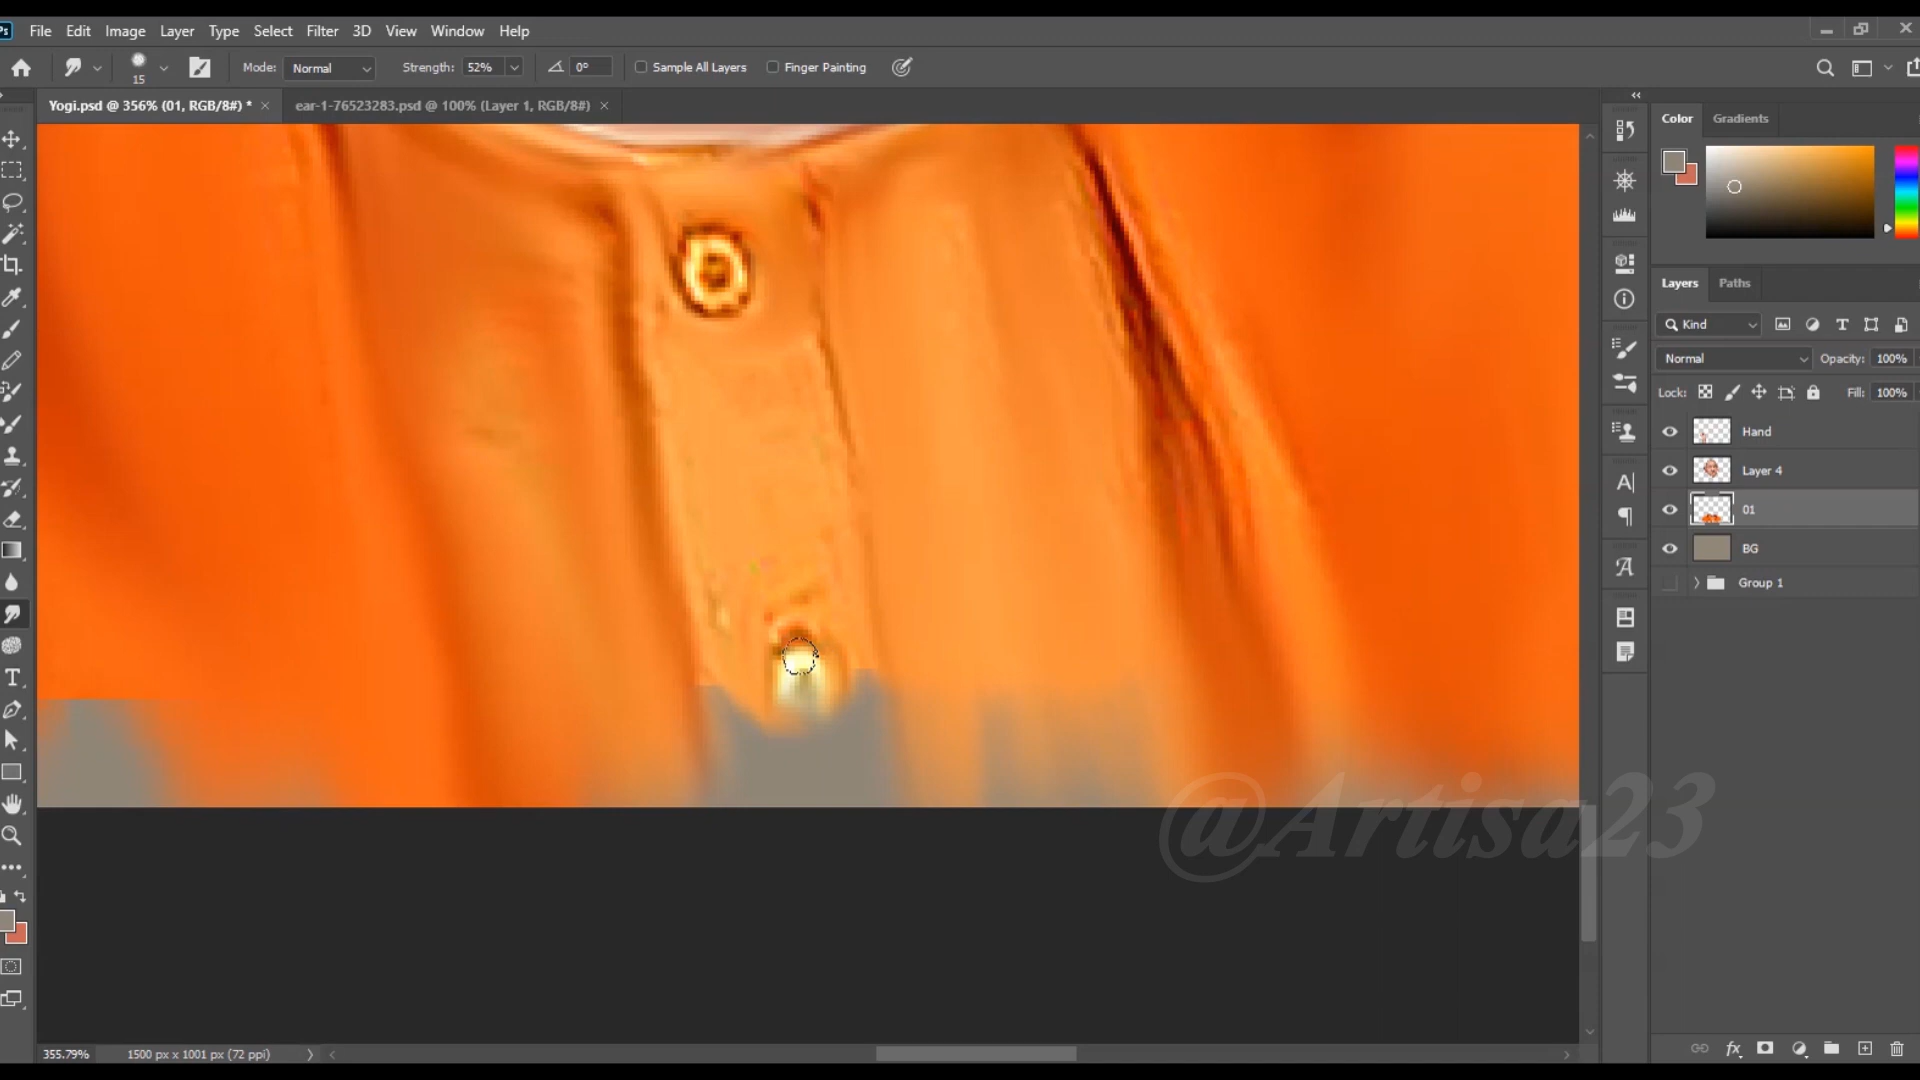 Ps File Edit Image Layer Type Select Filter 3D View Window Help
15 Mode: Normal Strength: 52% 0° Sample All Layers Finger Painting
Yogi.psd @ 356% (01, RGB/8#) * × ear-1-76523283.psd @ 100% (Layer 1, RGB/8#) ×
Color Gradients
Layers Paths
Kind
Normal Opacity: 100%
Lock: Fill: 100%
Hand
Layer 4
01
BG
Group 1
@Artisa23
355.79% 1500 px x 1001 px (72 ppi)